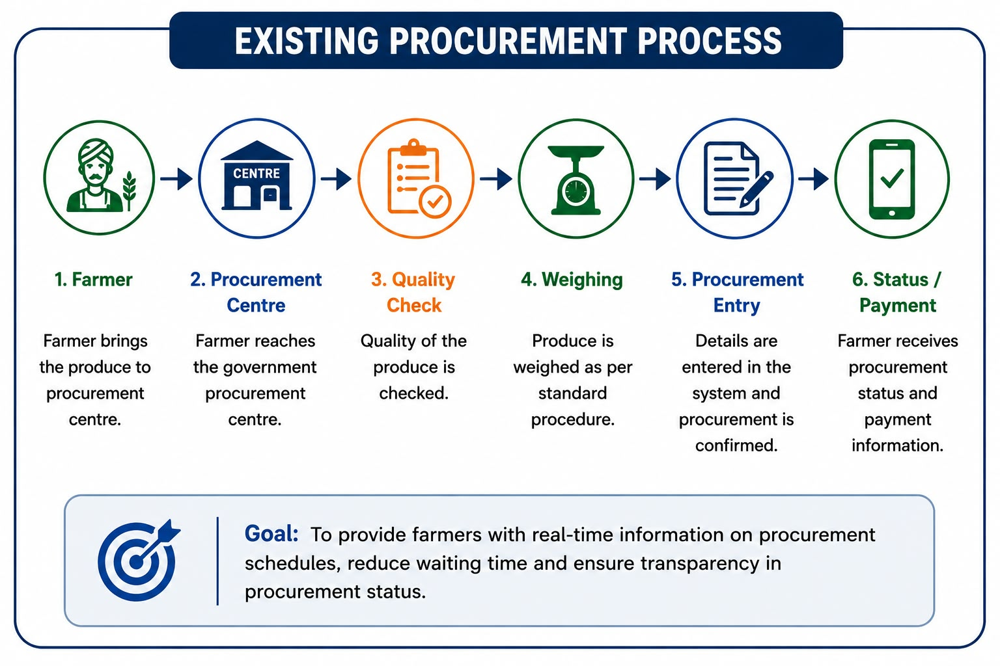 EXISTING PROCUREMENT PROCESS
CENTRE
1. Farmer
Farmer brings
the produce to
procurement
centre.
2. Procurement
Centre
Farmer reaches
the government
procurement
centre.
3. Quality
Check
Quality of the
produce is
checked.
4. Weighing
Produce is
weighed as per
standard
procedure.
5. Procurement
Entry
Details are
entered in the
system and
procurement is
confirmed.
6. Status /
Payment
Farmer receives
procurement
status and
payment
information.
Goal: To provide farmers with real-time information on procurement
schedules, reduce waiting time and ensure transparency in
procurement status.